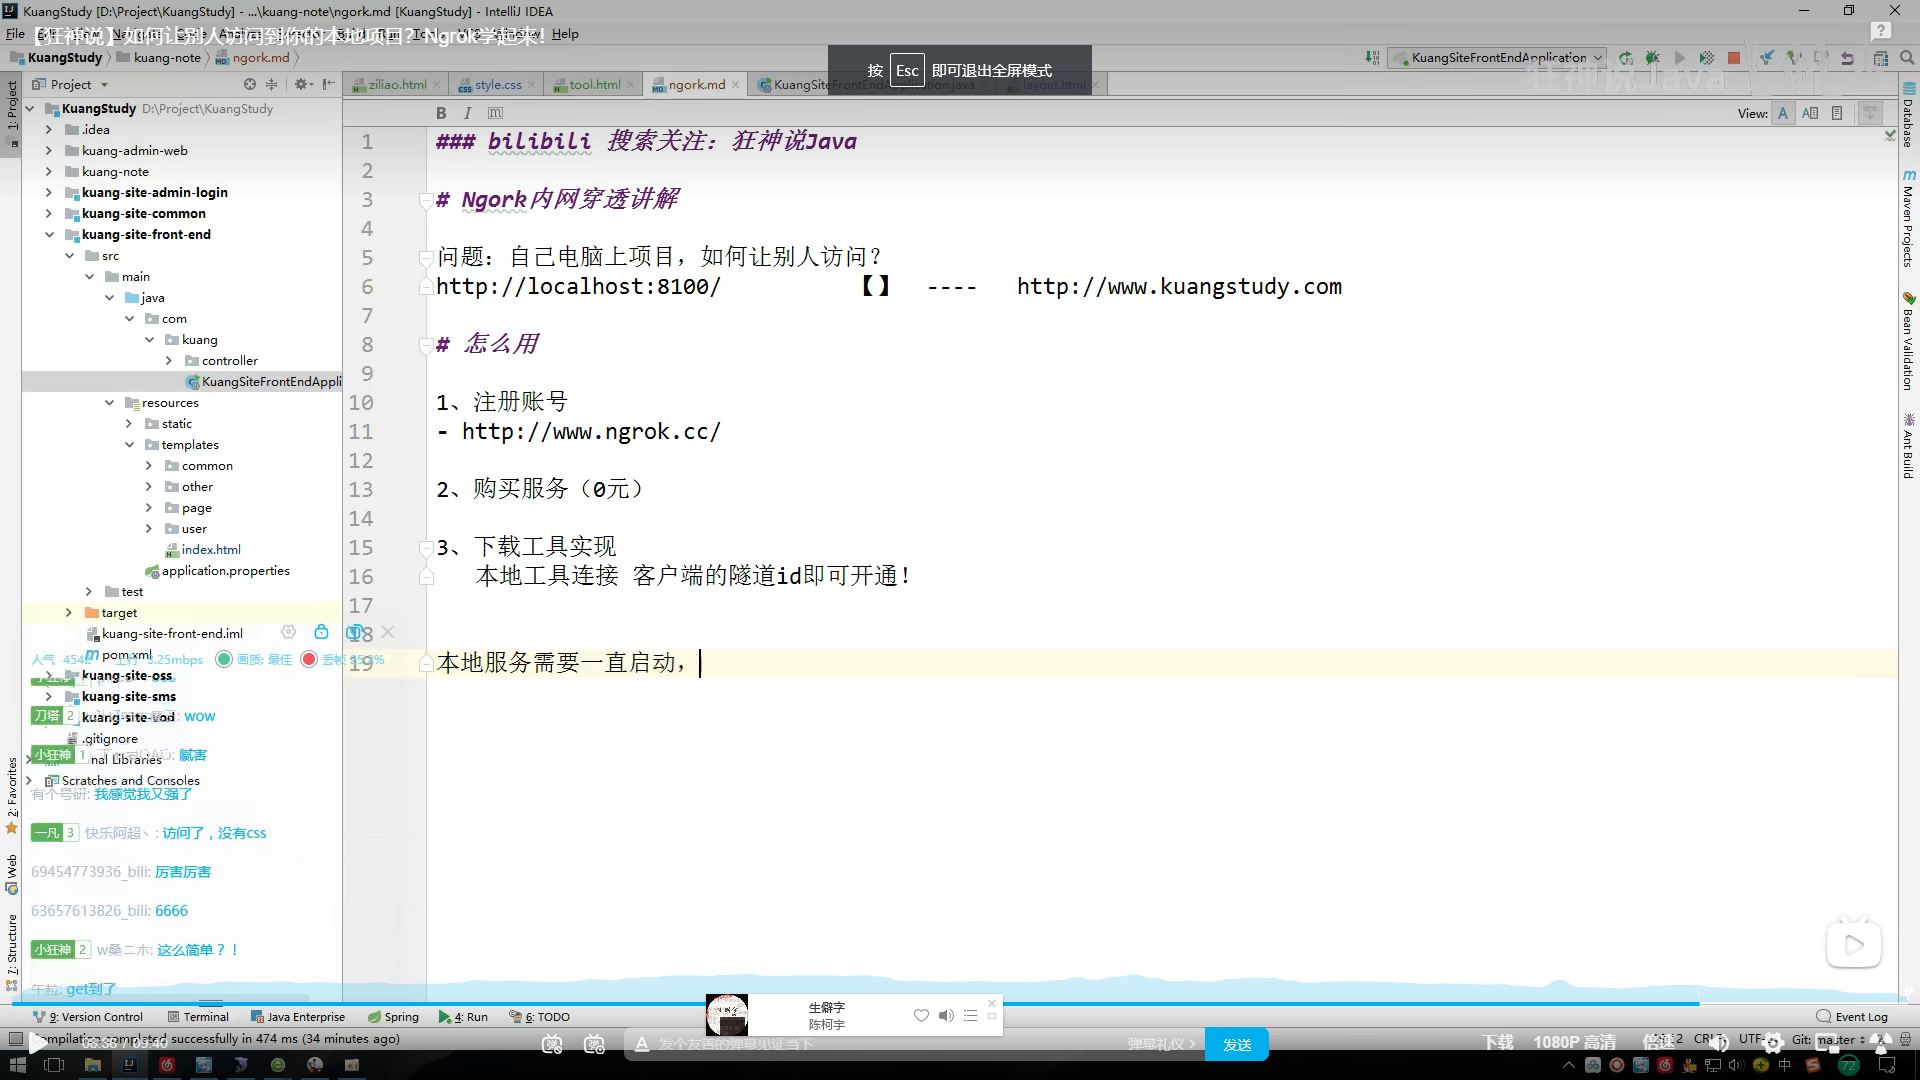 KuangStudy [D:\Project\KuangStudy] - ...\kuang-note\ngork.md [KuangStudy] - IntelliJ IDEA
File
Help
【狂神说】如何让别人访问到你的本地项目？Ngrok学起来！
KuangStudy
kuang-note
ngork.md
按 Esc 即可退出全屏模式
KuangSiteFrontEndApplication
狂神说Java
Project
ziliao.html
style.css
tool.html
ngork.md
KuangSiteFrontEndApplication.java
layout.html
B I m
View:
1: Project
KuangStudy D:\Project\KuangStudy
.idea
kuang-admin-web
kuang-note
kuang-site-admin-login
kuang-site-common
kuang-site-front-end
src
main
java
com
kuang
controller
KuangSiteFrontEndAppli
resources
static
templates
common
other
page
user
index.html
application.properties
test
target
kuang-site-front-end.iml
pom.xml
kuang-site-oss
kuang-site-sms
kuang-site-vod
.gitignore
nal Libraries
Scratches and Consoles
1 ### bilibili 搜索关注：狂神说Java
2
3 # Ngork内网穿透讲解
4
5 问题：自己电脑上项目，如何让别人访问？
6 http://localhost:8100/ 【】 ---- http://www.kuangstudy.com
7
8 # 怎么用
9
10 1、注册账号
11 - http://www.ngrok.cc/
12
13 2、购买服务（0元）
14
15 3、下载工具实现
16 本地工具连接 客户端的隧道id即可开通！
17
18
19 本地服务需要一直启动，
人气 4542
3.25mbps
画质: 最佳
丢帧
刀塔 2
wow
小狂神 1
腻害
有个号研: 我感觉我又强了
一凡 3 快乐阿超丶: 访问了，没有css
69454773936_bili: 厉害厉害
63657613826_bili: 6666
小狂神 2 w桑二木: 这么简单？！
get到了
Database
Maven Projects
Bean Validation
Ant Build
2: Favorites
Web
7: Structure
生僻字
陈柯宇
9: Version Control
Terminal
Java Enterprise
Spring
4: Run
6: TODO
Event Log
Compilation completed successfully in 474 ms (34 minutes ago)
08:38 / 09:40
发个友善的弹幕见证当下
弹幕礼仪
发送
下载
1080P 高清
倍速
Git: master
中
72